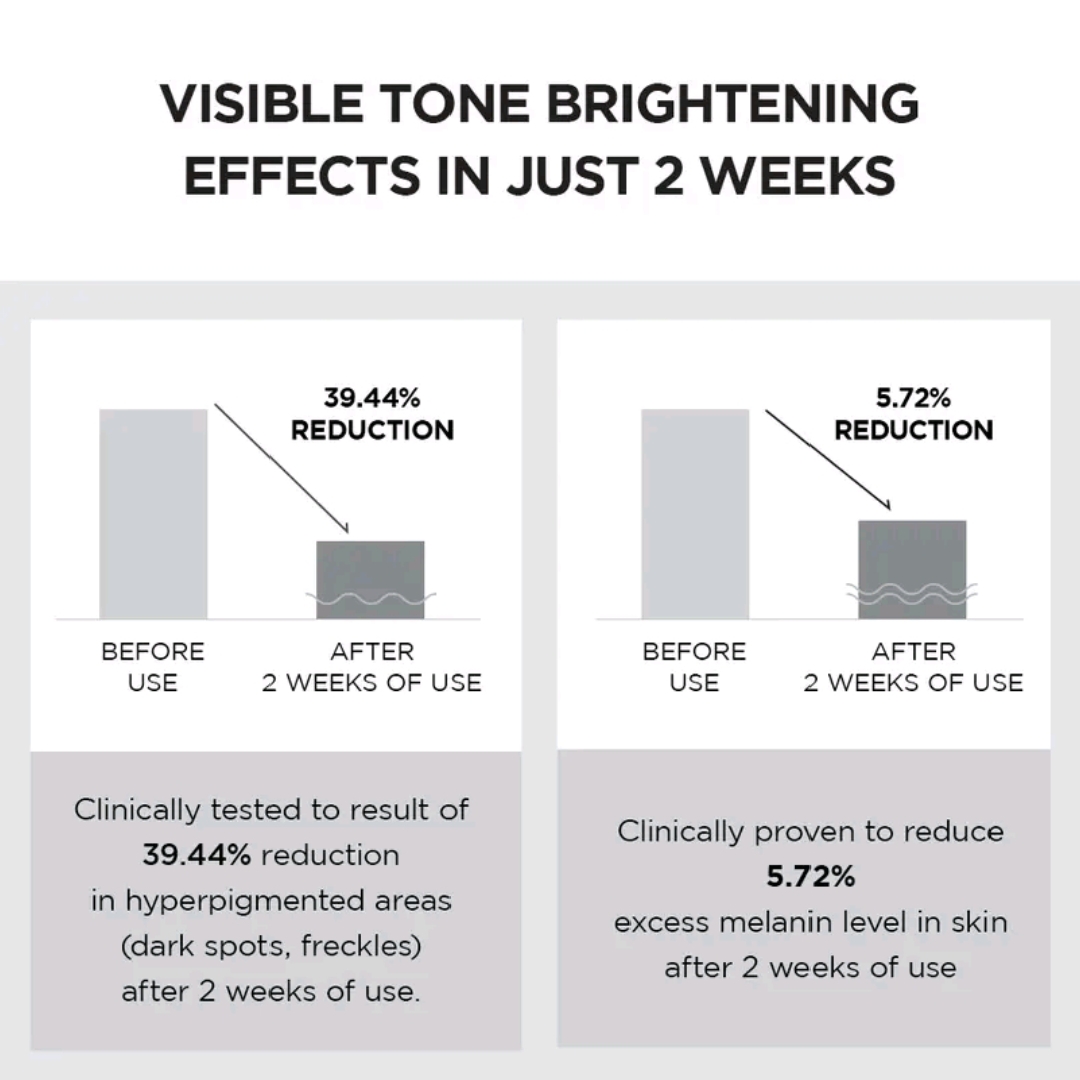 VISIBLE TONE BRIGHTENING
EFFECTS IN JUST 2 WEEKS
39.44%
REDUCTION
BEFORE
USE
AFTER
2 WEEKS OF USE
Clinically tested to result of
39.44% reduction
in hyperpigmented areas
(dark spots, freckles)
after 2 weeks of use.
5.72%
REDUCTION
BEFORE
USE
AFTER
2 WEEKS OF USE
Clinically proven to reduce
5.72%
excess melanin level in skin
after 2 weeks of use